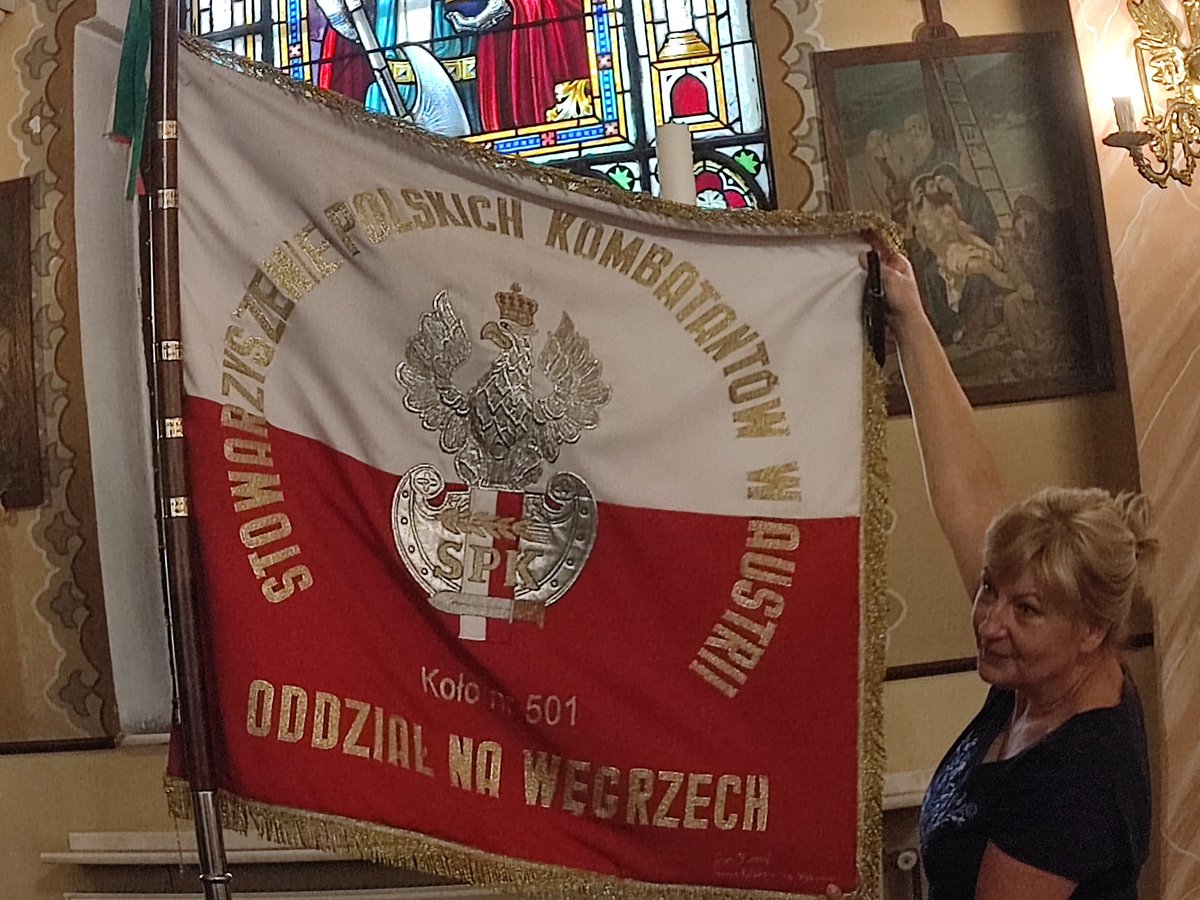 STOWARZYSZENIE POLSKICH KOMBATANTÓW W AUSTRII
SPK
Koło nr 501
ODDZIAŁ NA WĘGRZECH